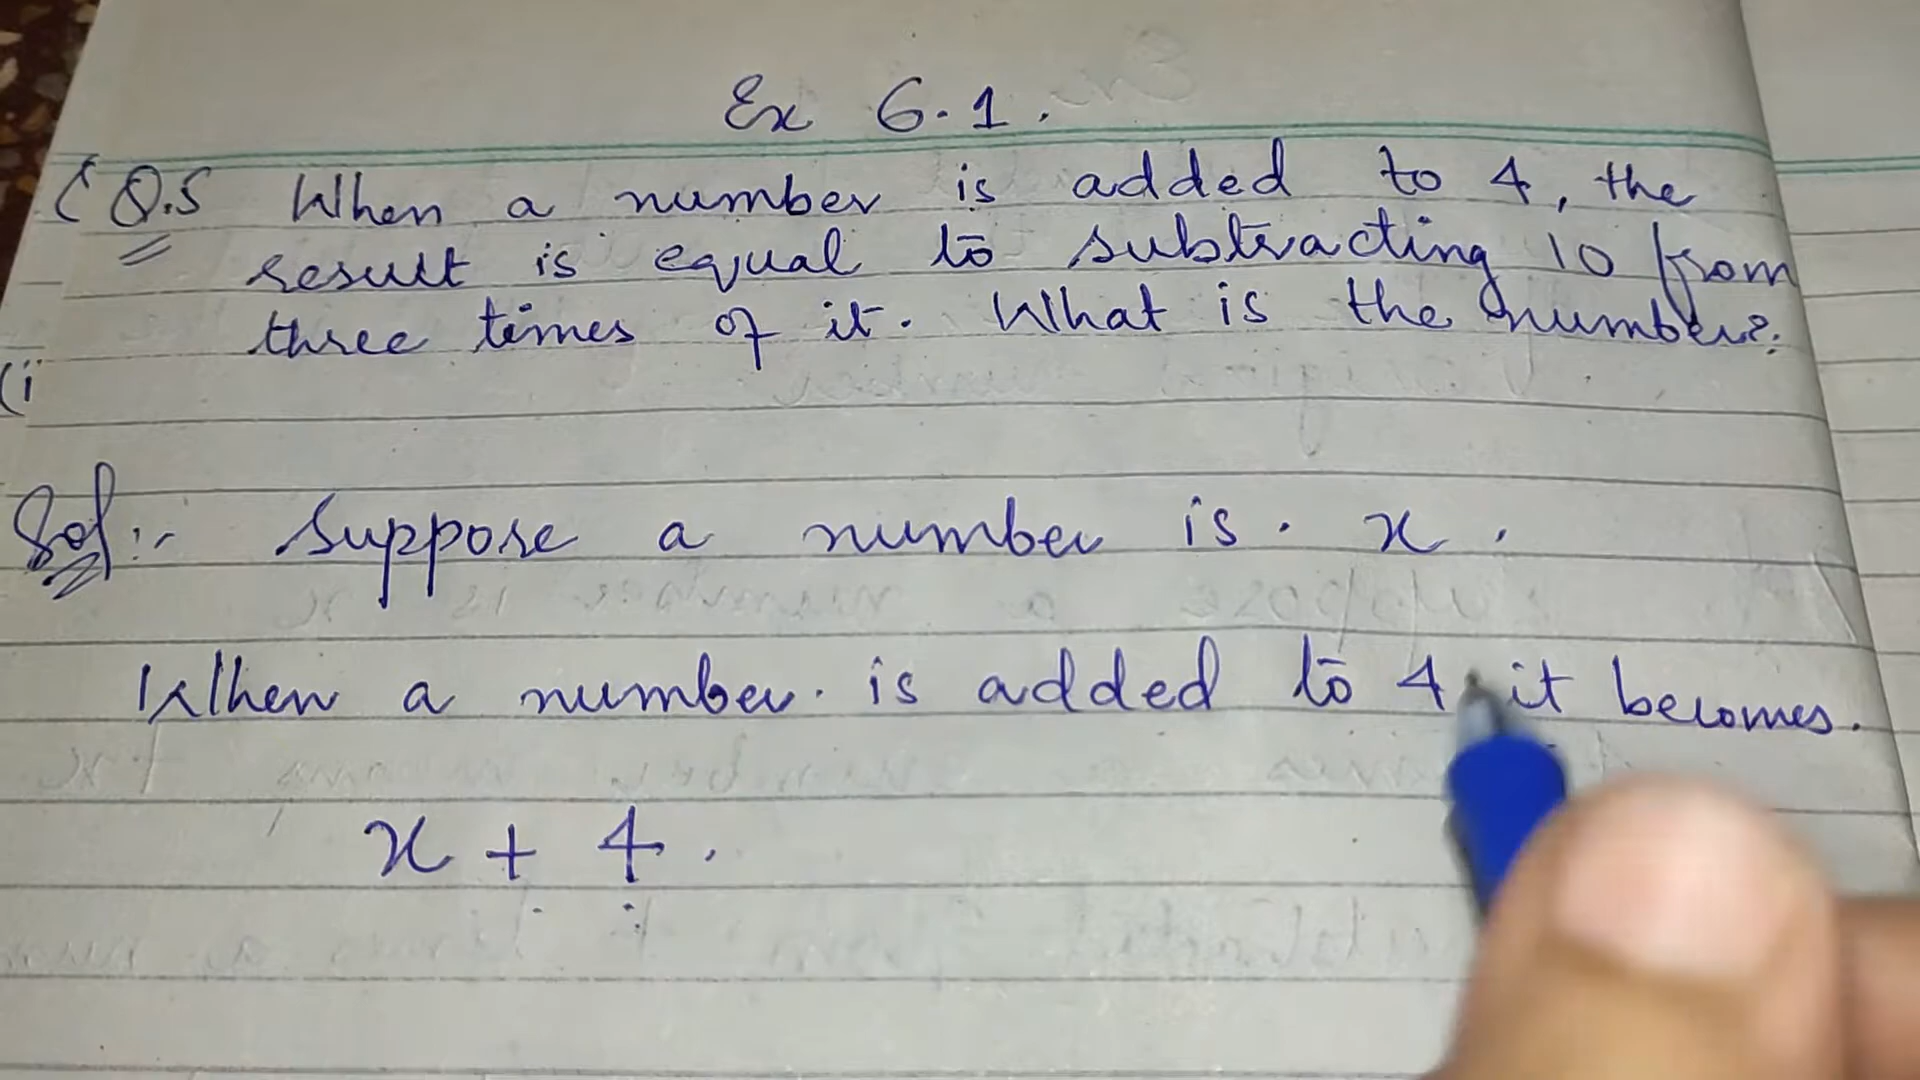 Ex 6.1.
Q.5 When a number is added to 4, the
result is equal to subtracting 10 from
three times of it. What is the number?.
(i
Sol:- Suppose a number is. x.
When a number. is added to 4 it becomes.
x + 4.